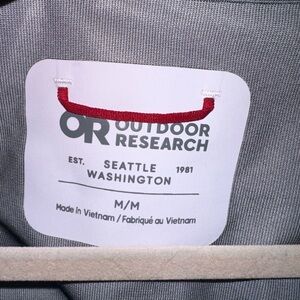 OR OUTDOOR
RESEARCH
EST. SEATTLE 1981
WASHINGTON
M/M
Made in Vietnam / Fabriqué au Vietnam